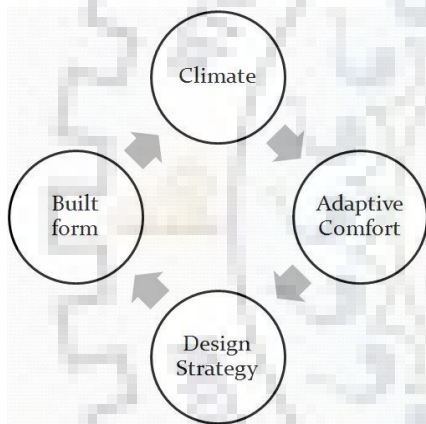 Climate
Adaptive
Comfort
Design
Strategy
Built
form